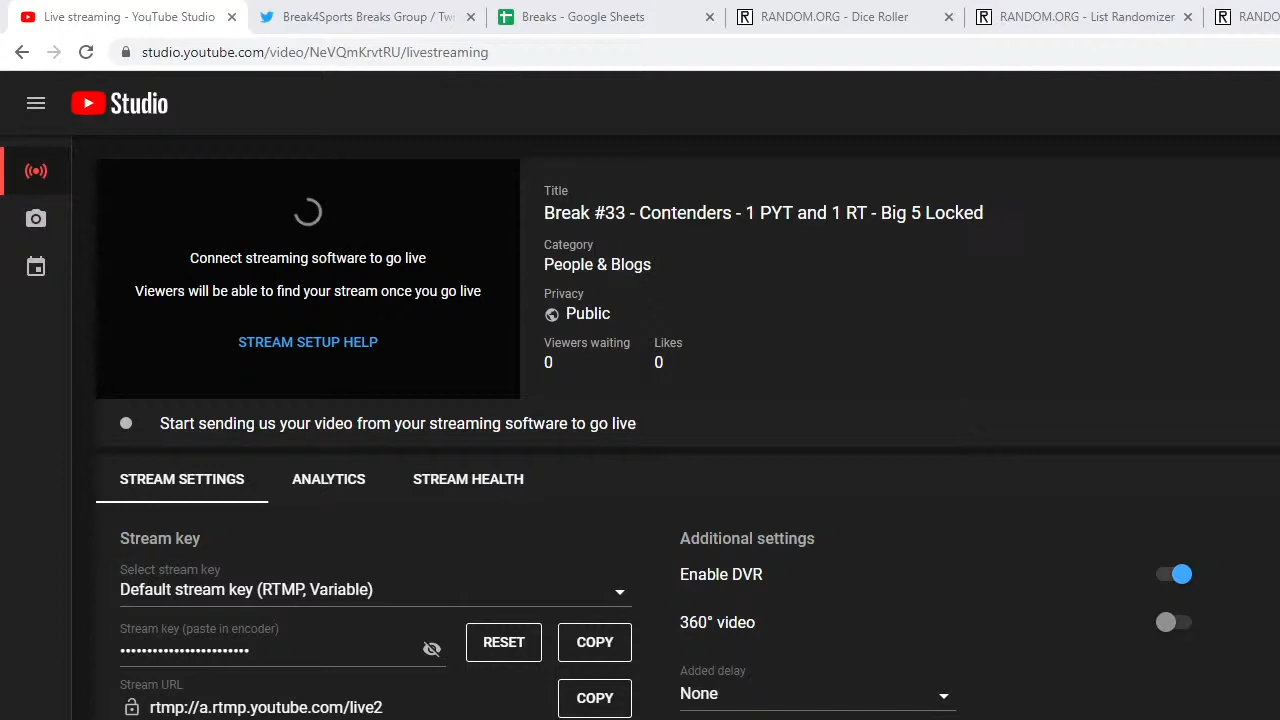 Live streaming - YouTube Studio
Break4Sports Breaks Group / Tw
Breaks - Google Sheets
RANDOM.ORG - Dice Roller
RANDOM.ORG - List Randomizer
RANDO
studio.youtube.com/video/NeVQmKrvtRU/livestreaming
Studio
Connect streaming software to go live
Viewers will be able to find your stream once you go live
STREAM SETUP HELP
Title
Break #33 - Contenders - 1 PYT and 1 RT - Big 5 Locked
Category
People & Blogs
Privacy
Public
Viewers waiting Likes
0 0
Start sending us your video from your streaming software to go live
STREAM SETTINGS ANALYTICS STREAM HEALTH
Stream key
Select stream key
Default stream key (RTMP, Variable)
Stream key (paste in encoder)
••••••••••••••••••••••••
RESET COPY
Stream URL
rtmp://a.rtmp.youtube.com/live2
COPY
Additional settings
Enable DVR
360° video
Added delay
None